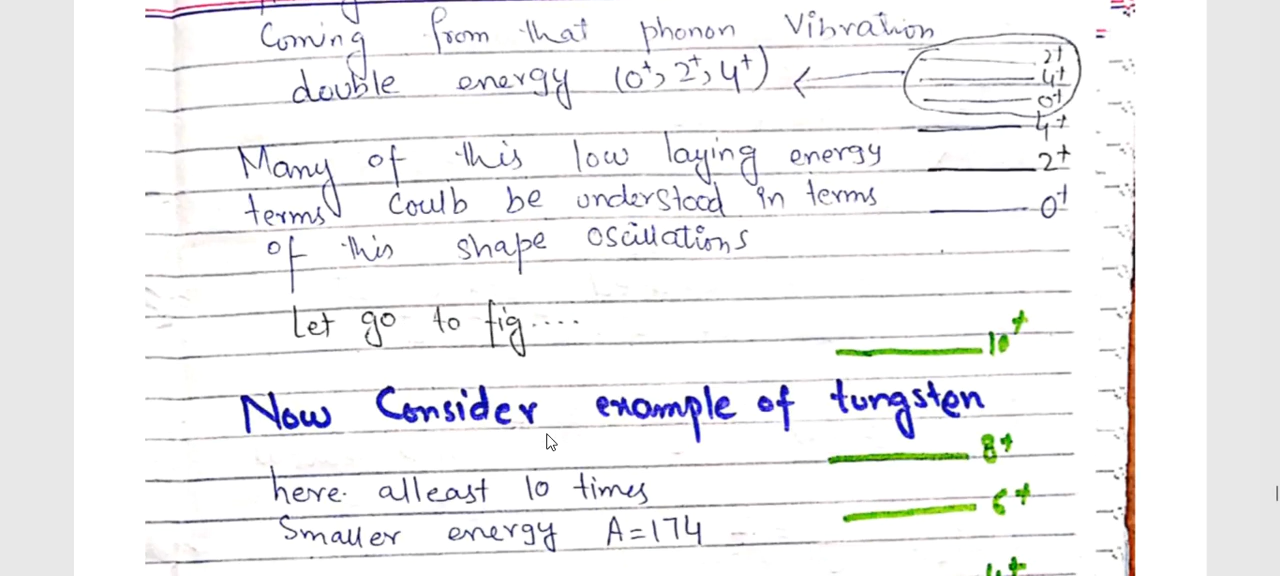 Coming from that phonon Vibration
double energy (0+, 2+, 4+)
2+
4+
0+
4+
2+
0+
Many of this low laying energy
terms coulb be understood in terms
of this shape oscillations
Let go to fig....
10+
Now Consider example of tungsten
8+
here alleast 10 times
6+
Smaller energy A=174
4+